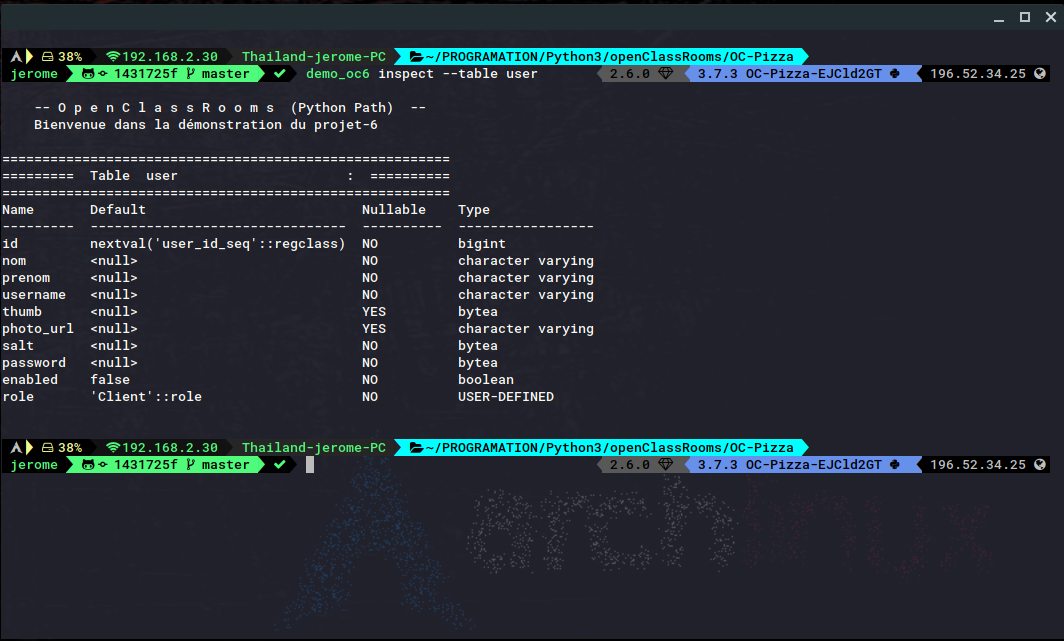 38% 192.168.2.30 Thailand-jerome-PC ~/PROGRAMATION/Python3/openClassRooms/OC-Pizza
jerome 1431725f master ✔ demo_oc6 inspect --table user 2.6.0 3.7.3 OC-Pizza-EJCld2GT 196.52.34.25
-- O p e n C l a s s R o o m s  (Python Path)  --
Bienvenue dans la démonstration du projet-6
========================================================
=========  Table  user                     :  ==========
========================================================
Name       Default                           Nullable    Type
---------  --------------------------------  ----------  -----------------
id         nextval('user_id_seq'::regclass)  NO          bigint
nom        <null>                            NO          character varying
prenom     <null>                            NO          character varying
username   <null>                            NO          character varying
thumb      <null>                            YES         bytea
photo_url  <null>                            YES         character varying
salt       <null>                            NO          bytea
password   <null>                            NO          bytea
enabled    false                             NO          boolean
role       'Client'::role                    NO          USER-DEFINED
38% 192.168.2.30 Thailand-jerome-PC ~/PROGRAMATION/Python3/openClassRooms/OC-Pizza
jerome 1431725f master ✔ 2.6.0 3.7.3 OC-Pizza-EJCld2GT 196.52.34.25
archlinux